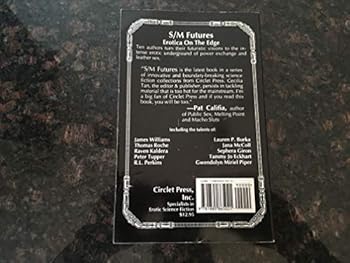 S/M Futures
Erotica On The Edge
Ten authors turn their futuristic visions to the in-
tense erotic underground of power exchange and
leather sex.
"S/M Futures is the latest book in a series of
innovative and boundary-breaking science
fiction collections from Circlet Press. Cecilia
Tan, the editor & publisher, persists in tackling
material that is too hot for the mainstream. I'm
a big fan of Circlet Press and if you read this
book, you will be too."
—Pat Califia, author
of Public Sex, Melting Point
and Macho Sluts
Including the talents of:
James Williams
Thomas Roche
Raven Kaldera
Peter Tupper
R.L. Perkins
Lauren P. Burka
Jana McCall
Sephera Giron
Tammy Jo Eckhart
Gwendolyn Miriel Piper
Circlet Press,
Inc.
Specialists in
Erotic Science Fiction
$12.95